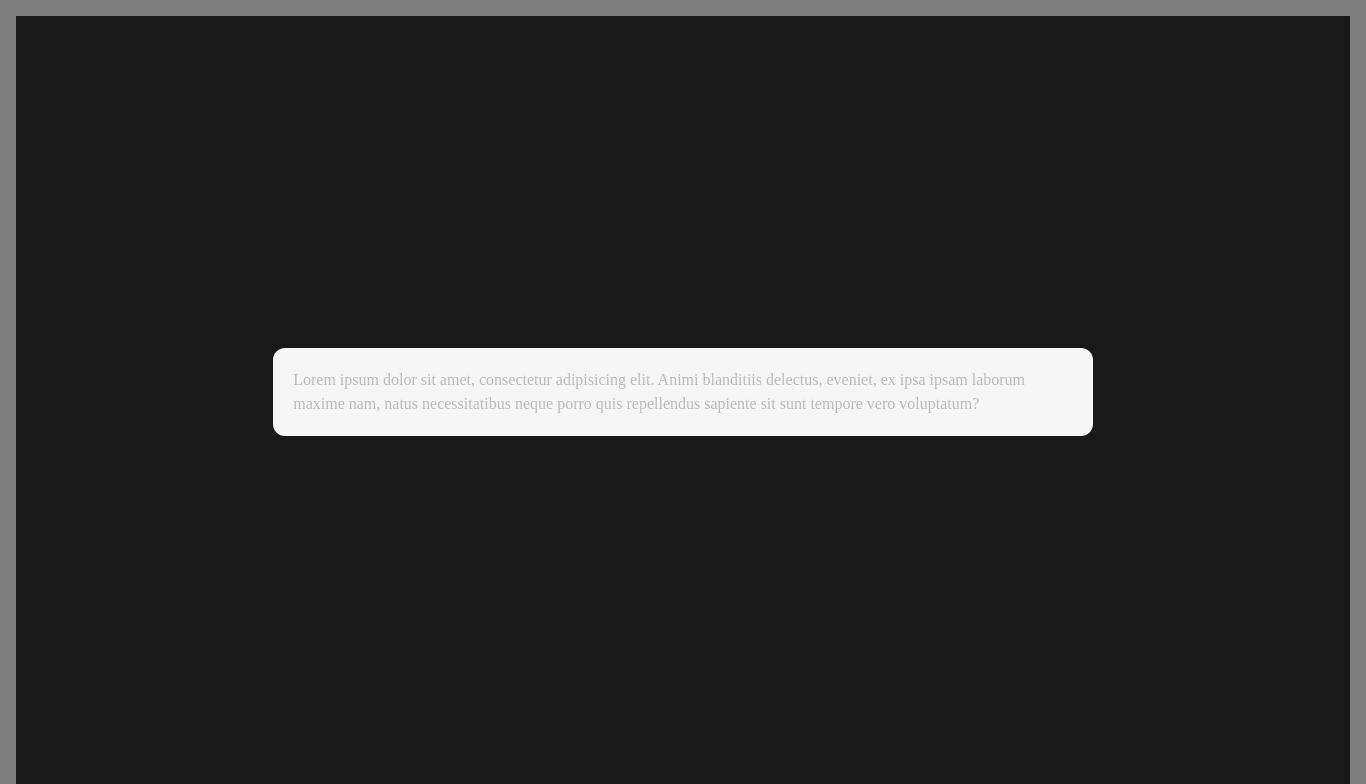 Lorem ipsum dolor sit amet, consectetur adipisicing elit. Animi blanditiis delectus, eveniet, ex ipsa ipsam laborum
maxime nam, natus necessitatibus neque porro quis repellendus sapiente sit sunt tempore vero voluptatum?